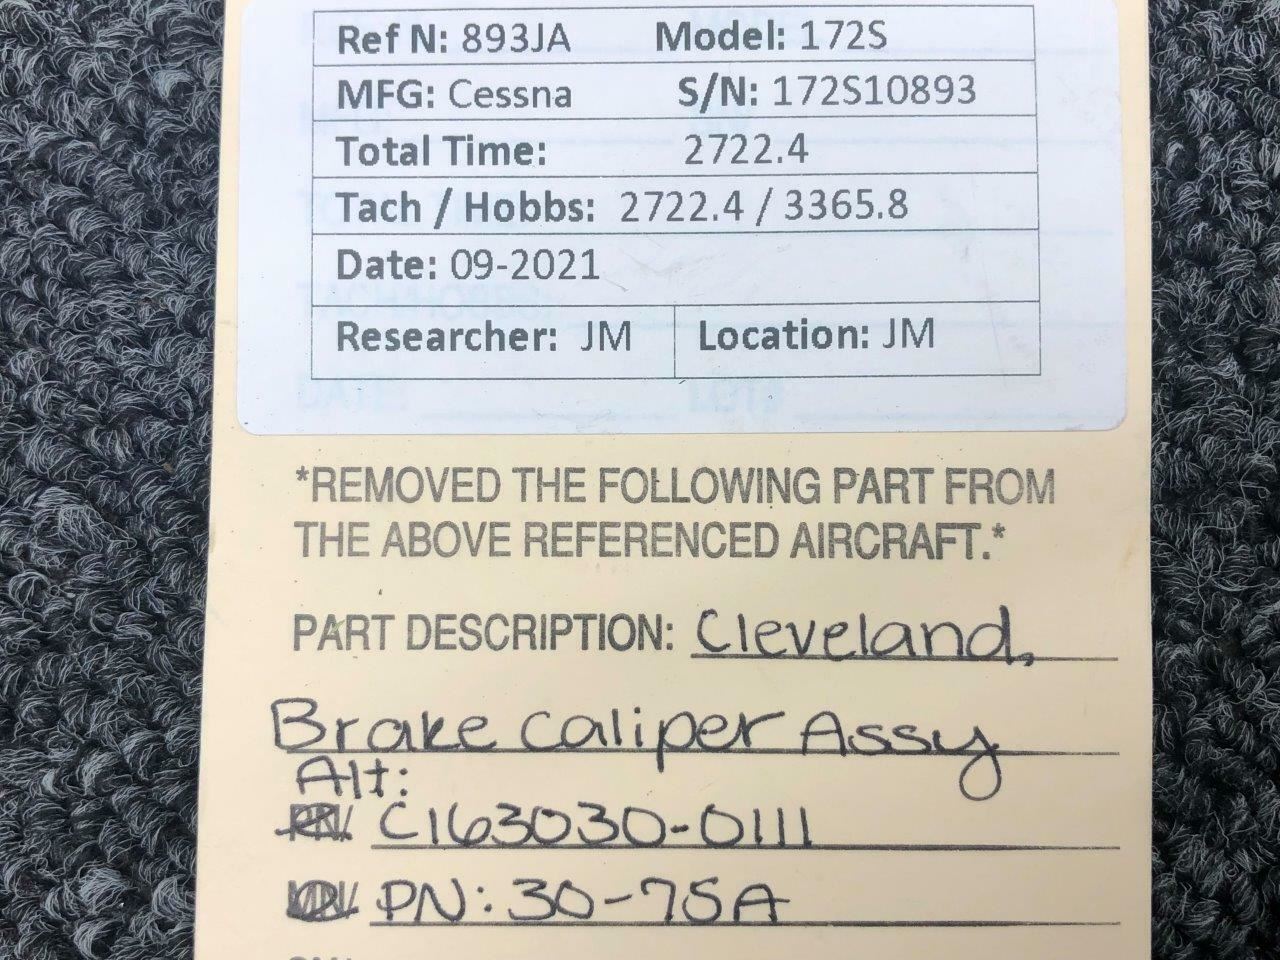 Ref N: 893JA Model: 172S
MFG: Cessna S/N: 172S10893
Total Time: 2722.4
Tach / Hobbs: 2722.4 / 3365.8
Date: 09-2021
Researcher: JM Location: JM
*REMOVED THE FOLLOWING PART FROM
THE ABOVE REFERENCED AIRCRAFT.*
PART DESCRIPTION: Cleveland,
Brake Caliper Assy
Alt:
C163030-0111
PN: 30-75A